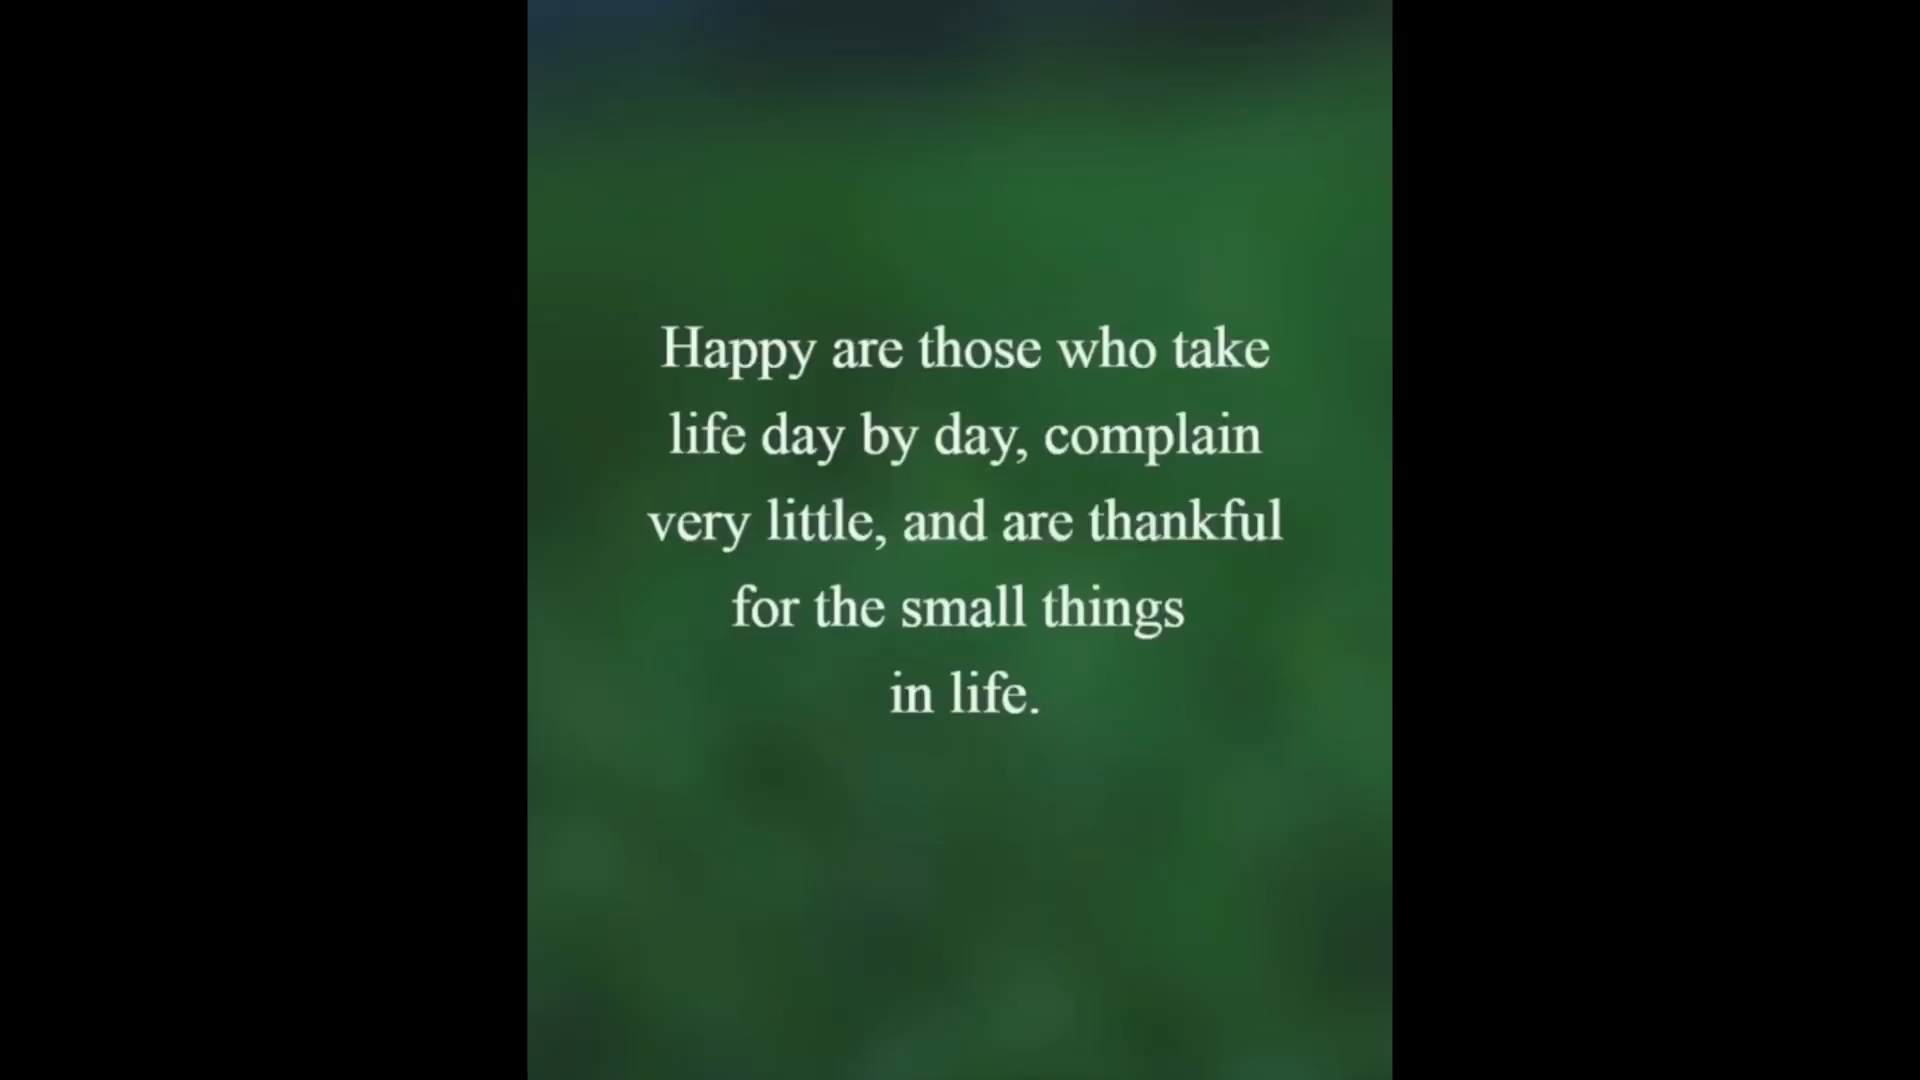 Happy are those who take
life day by day, complain
very little, and are thankful
for the small things
in life.